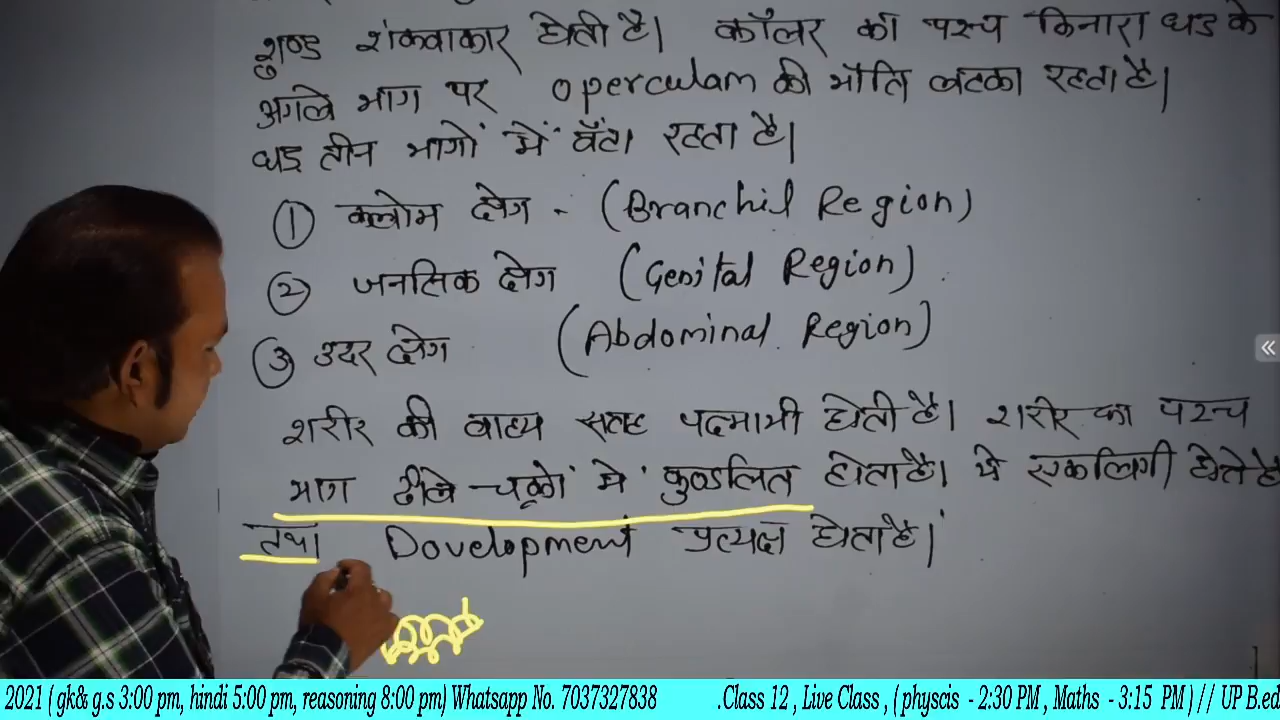 शुण्ड शंक्वाकार होती है। कॉलर का पश्च किनारा धड के
अगले भाग पर operculam की भाँति लटका रहता है।
धड तीन भागों में बँटा रहता है।
① क्लोम क्षेत्र - (Branchil Region)
② जनसिक क्षेत्र (Genital Region)
③ उदर क्षेत्र (Abdominal Region)
शरीर की वाह्य सतह पदमाभी होती है। शरीर का पश्च
भाग ढीले चक्रों में कुण्डलित होता है। ये एकलिंगी होते है
तथा Dovelopment प्रत्यक्ष होता है।
2021 ( gk& g.s 3:00 pm, hindi 5:00 pm, reasoning 8:00 pm) Whatsapp No. 7037327838 .Class 12 , Live Class , ( physcis - 2:30 PM , Maths - 3:15 PM ) // UP B.ed